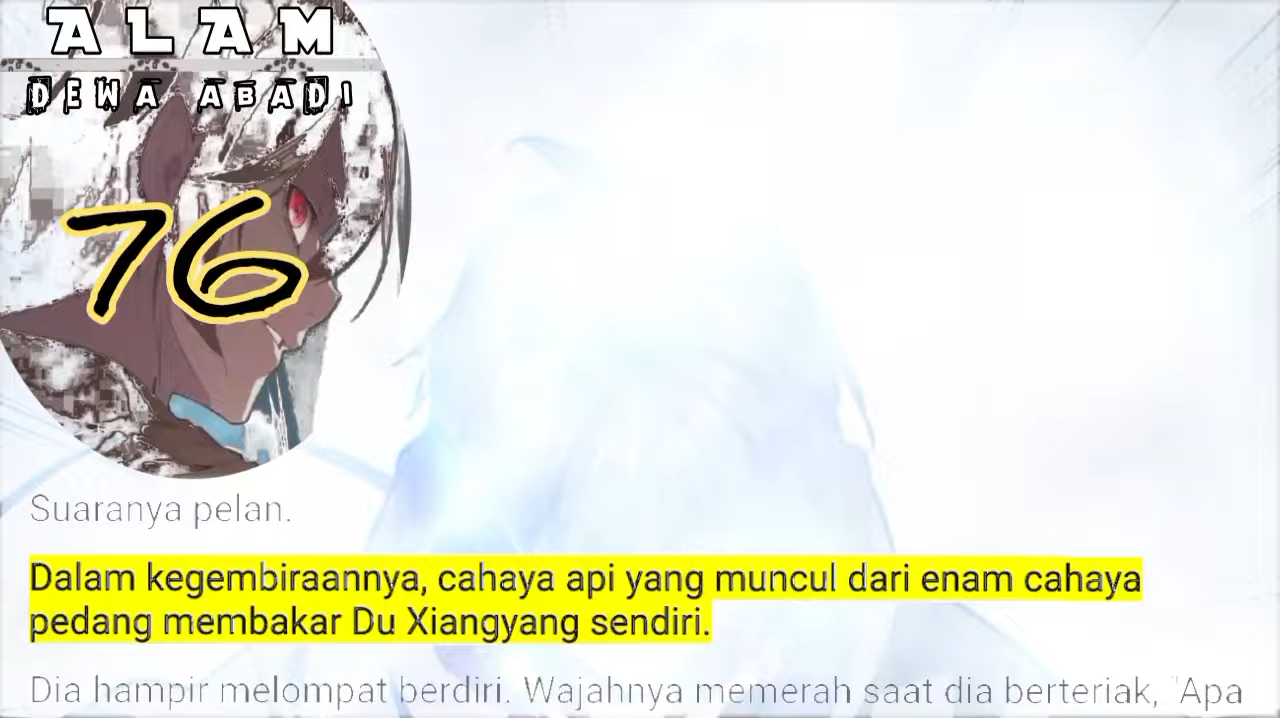 ALAM
DEWA ABADI
76
Suaranya pelan.
Dalam kegembiraannya, cahaya api yang muncul dari enam cahaya
pedang membakar Du Xiangyang sendiri.
Dia hampir melompat berdiri. Wajahnya memerah saat dia berteriak, "Apa